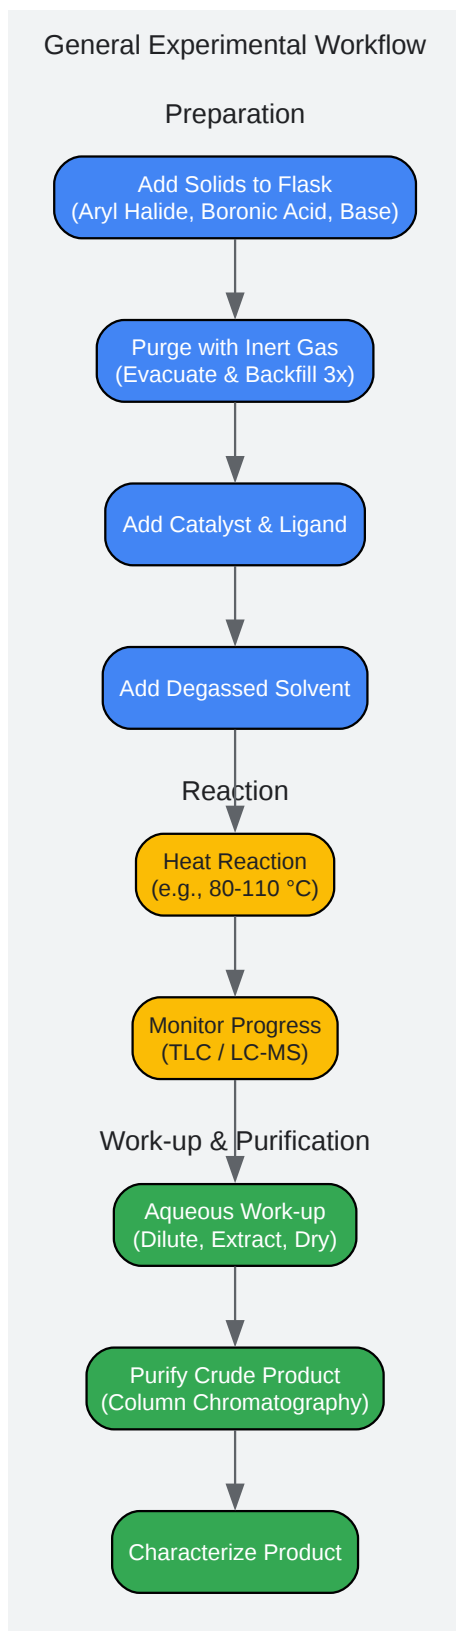 General Experimental Workflow
Preparation
Add Solids to Flask
(Aryl Halide, Boronic Acid, Base)
Purge with Inert Gas
(Evacuate & Backfill 3x)
Add Catalyst & Ligand
Add Degassed Solvent
Reaction
Heat Reaction
(e.g., 80-110 °C)
Monitor Progress
(TLC / LC-MS)
Work-up & Purification
Aqueous Work-up
(Dilute, Extract, Dry)
Purify Crude Product
(Column Chromatography)
Characterize Product